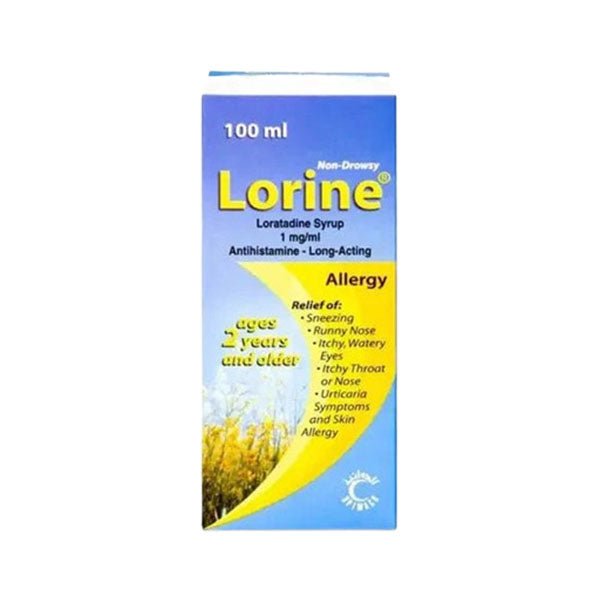 100 ml
Non-Drowsy
Lorine®
Loratadine Syrup
1 mg/ml
Antihistamine - Long-Acting
Allergy
Relief of:
• Sneezing
• Runny Nose
• Itchy, Watery
Eyes
• Itchy Throat
or Nose
• Urticaria
Symptoms
and Skin
Allergy
ages
2 years
and older
SPIMACO